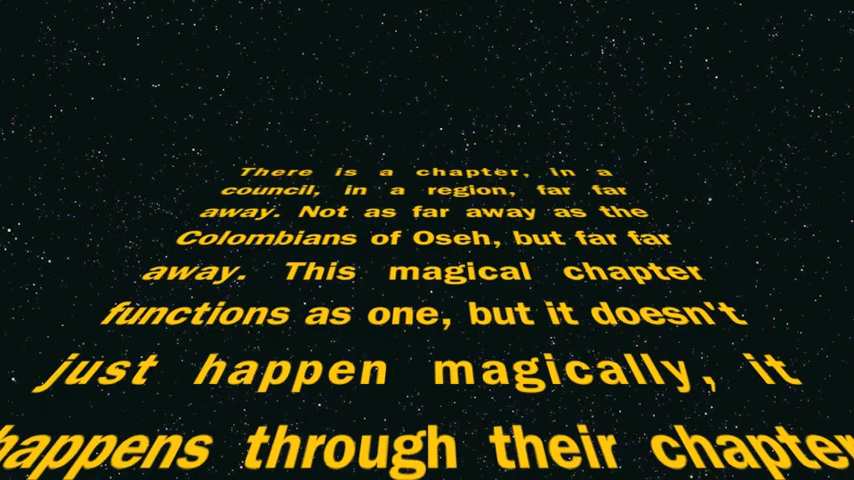 There is a chapter, in a
council, in a region, far far
away. Not as far away as the
Colombians of Oseh, but far far
away. This magical chapter
functions as one, but it doesn't
just happen magically, it
happens through their chapter